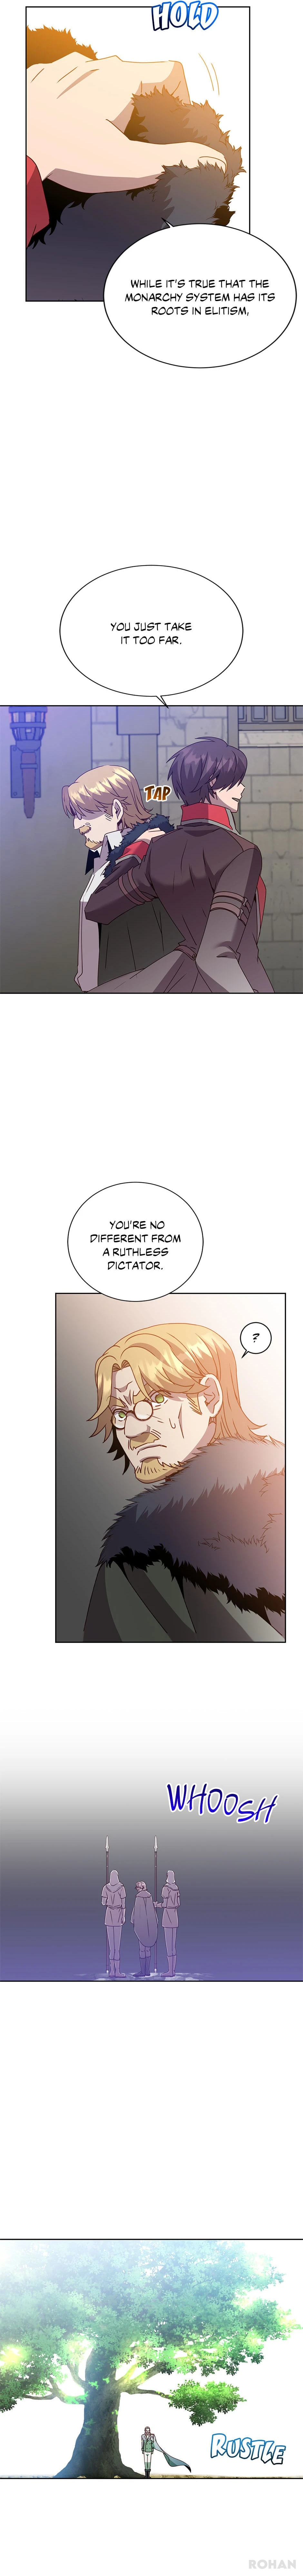 HOLD
WHILE IT'S TRUE THAT THE
MONARCHY SYSTEM HAS ITS
ROOTS IN ELITISM,
YOU JUST TAKE
IT TOO FAR.
TAP
YOU'RE NO
DIFFERENT FROM
A RUTHLESS
DICTATOR.
?
WHOOSH
RUSTLE
ROHAN